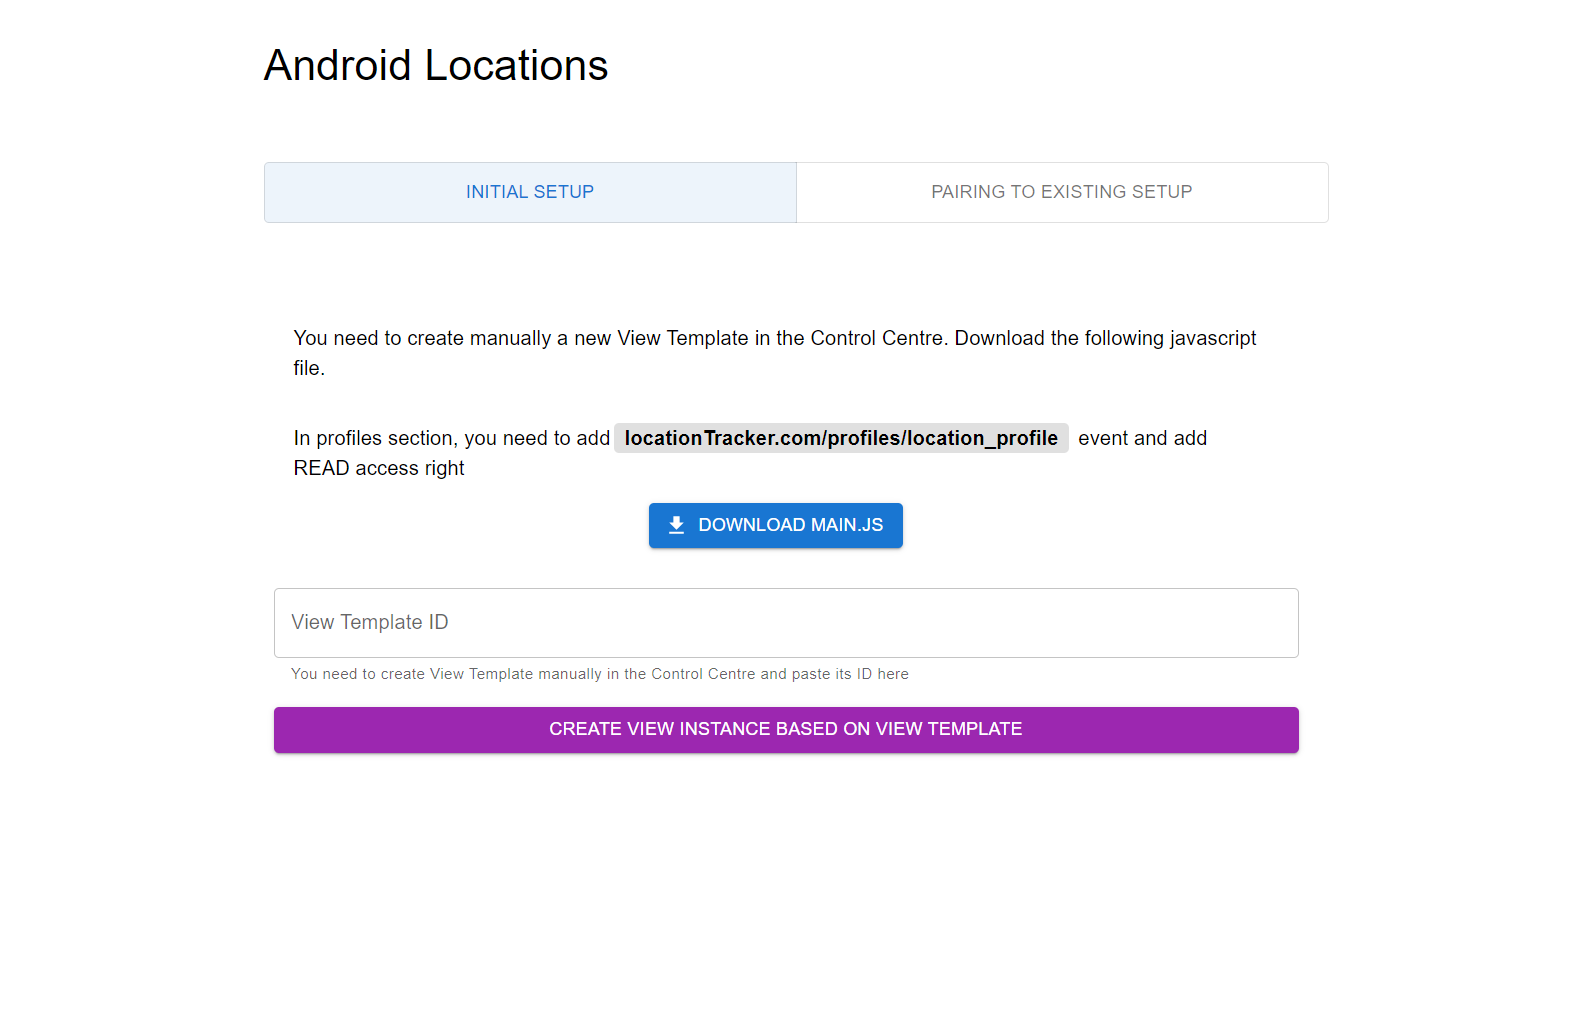 Android Locations
INITIAL SETUP
PAIRING TO EXISTING SETUP
You need to create manually a new View Template in the Control Centre. Download the following javascript
file.
In profiles section, you need to add locationTracker.com/profiles/location_profile event and add
READ access right
DOWNLOAD MAIN.JS
View Template ID
You need to create View Template manually in the Control Centre and paste its ID here
CREATE VIEW INSTANCE BASED ON VIEW TEMPLATE